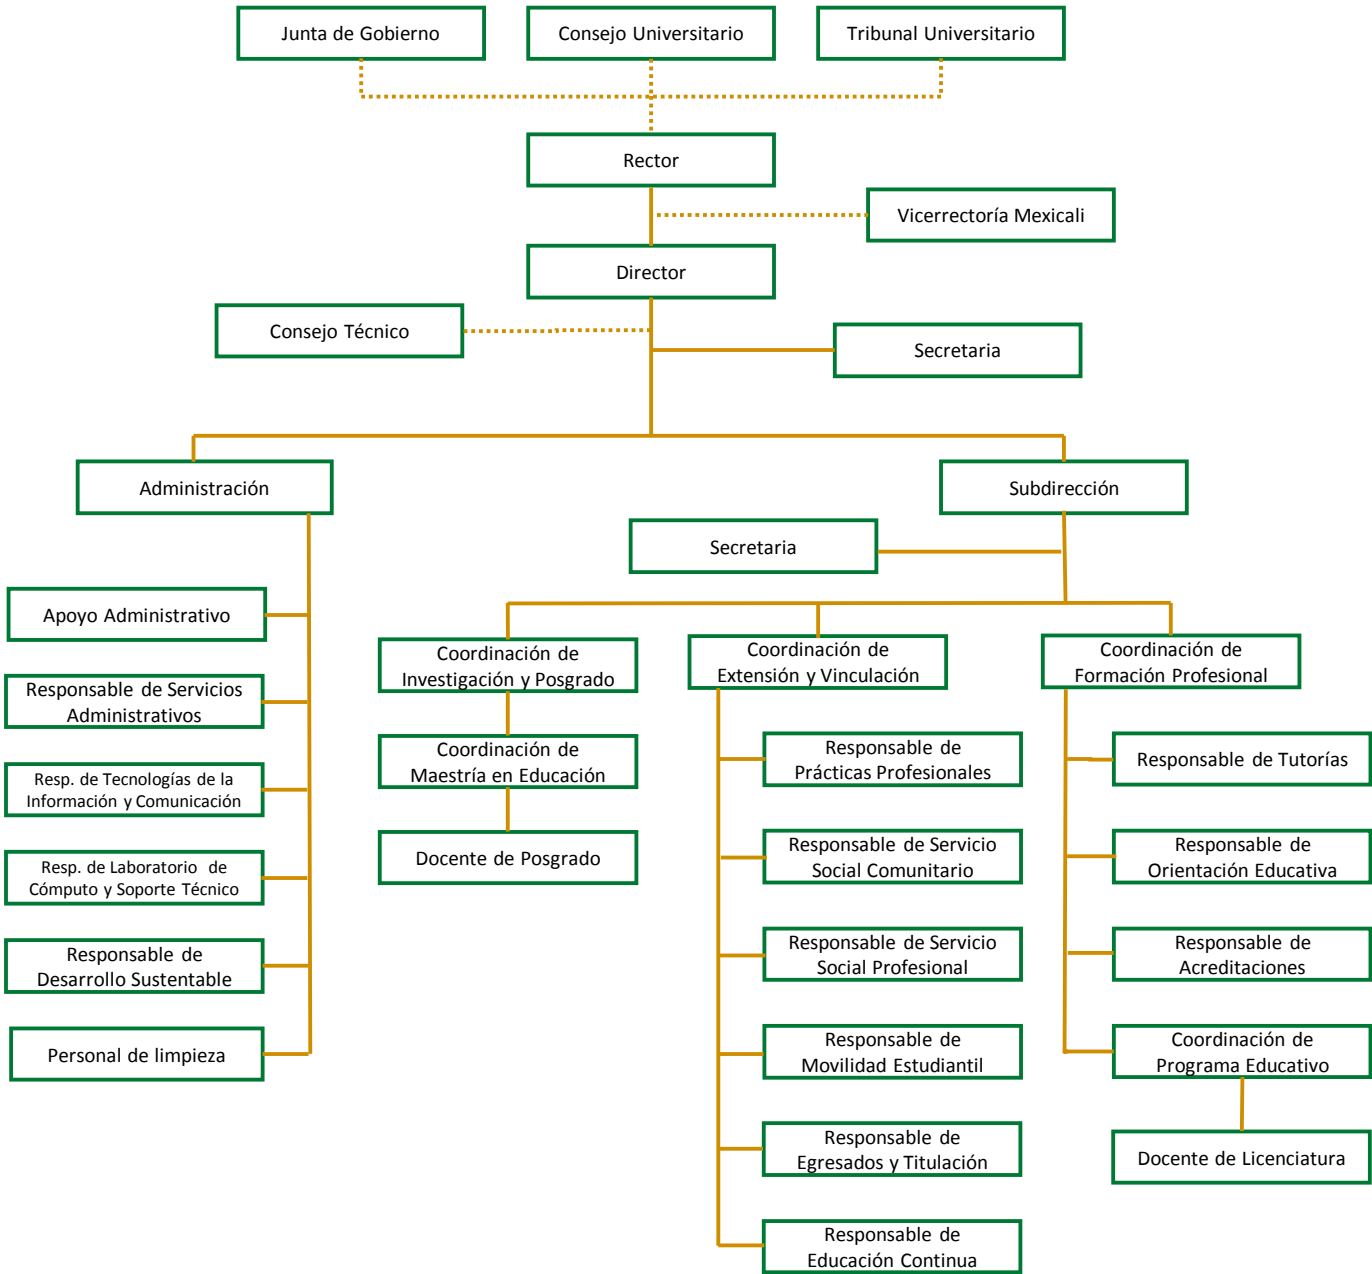 Junta de Gobierno
Consejo Universitario
Tribunal Universitario
Rector
Vicerrectoría Mexicali
Director
Consejo Técnico
Secretaria
Administración
Subdirección
Secretaria
Apoyo Administrativo
Responsable de Servicios
Administrativos
Resp. de Tecnologías de la
Información y Comunicación
Resp. de Laboratorio de
Cómputo y Soporte Técnico
Responsable de
Desarrollo Sustentable
Personal de limpieza
Coordinación de
Investigación y Posgrado
Coordinación de
Maestría en Educación
Docente de Posgrado
Coordinación de
Extensión y Vinculación
Responsable de
Prácticas Profesionales
Responsable de Servicio
Social Comunitario
Responsable de Servicio
Social Profesional
Responsable de
Movilidad Estudiantil
Responsable de
Egresados y Titulación
Responsable de
Educación Continua
Coordinación de
Formación Profesional
Responsable de Tutorías
Responsable de
Orientación Educativa
Responsable de
Acreditaciones
Coordinación de
Programa Educativo
Docente de Licenciatura